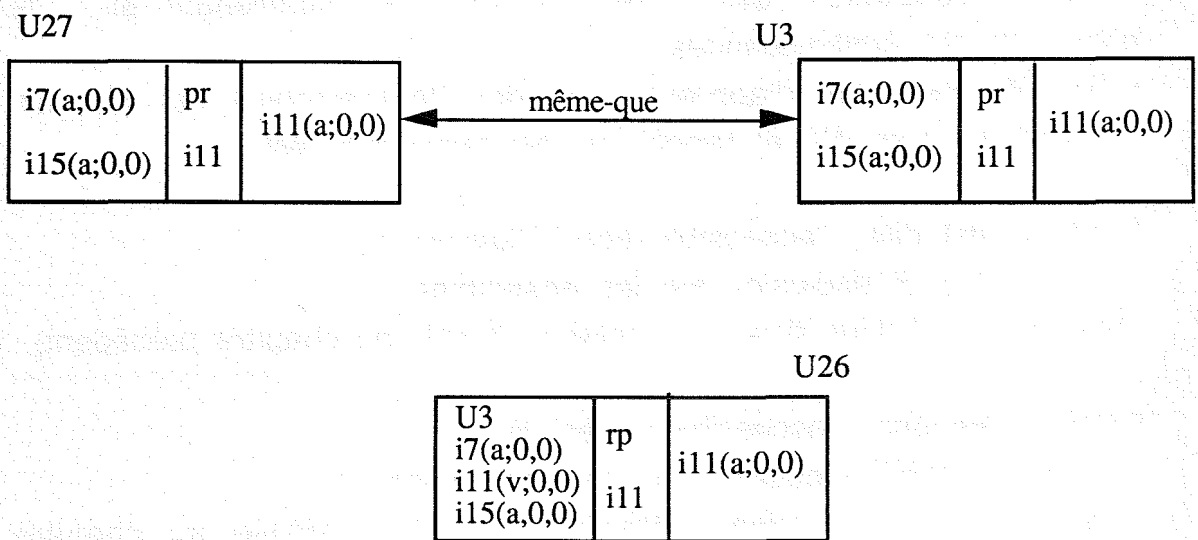 U27
i7(a;0,0)
i15(a;0,0)
pr
i11
i11(a;0,0)
même-que
U3
i7(a;0,0)
i15(a;0,0)
pr
i11
i11(a;0,0)
U26
U3
i7(a;0,0)
i11(v;0,0)
i15(a,0,0)
rp
i11
i11(a;0,0)